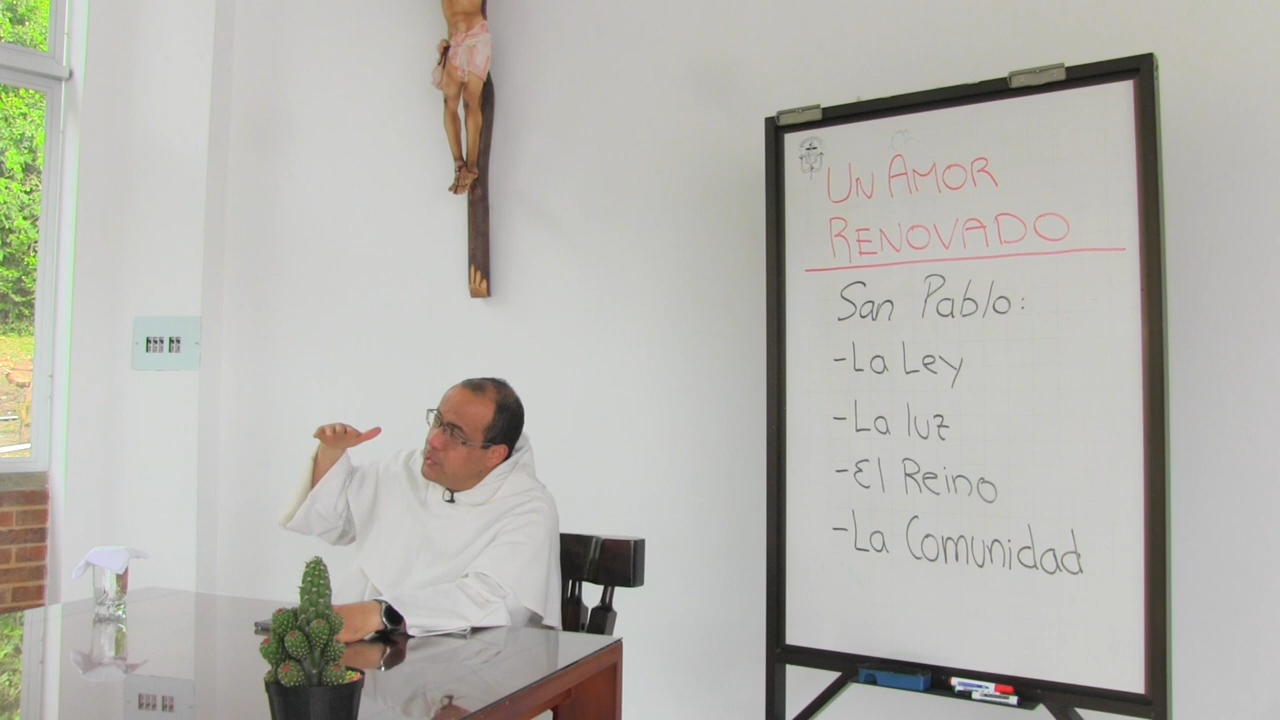 UN AMOR
RENOVADO
San Pablo:
-La Ley
-La luz
-El Reino
-La Comunidad